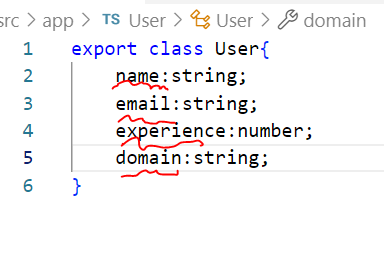 src > app > TS User > User > domain
1 export class User{
2 name:string;
3 email:string;
4 experience:number;
5 domain:string;
6 }